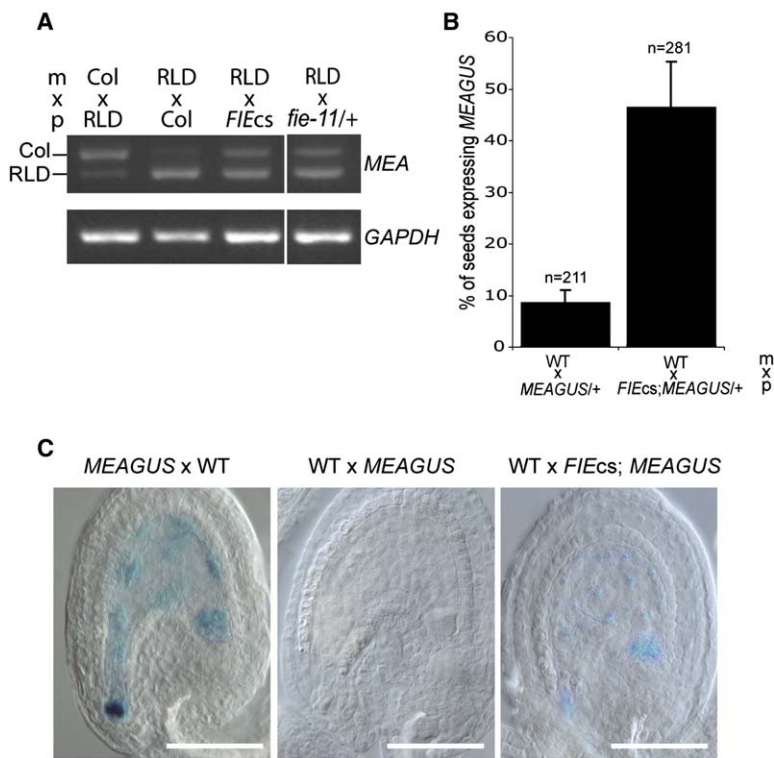 A
m
x
p
Col
x
RLD
RLD
x
Col
RLD
x
FIEcs
RLD
x
fie-11/+
Col
RLD
MEA
GAPDH
B
% of seeds expressing MEAGUS
60
50
40
30
20
10
0
n=211
n=281
WT
x
MEAGUS/+
WT
x
FIEcs;MEAGUS/+
m
x
p
C
MEAGUS x WT
WT x MEAGUS
WT x FIEcs; MEAGUS